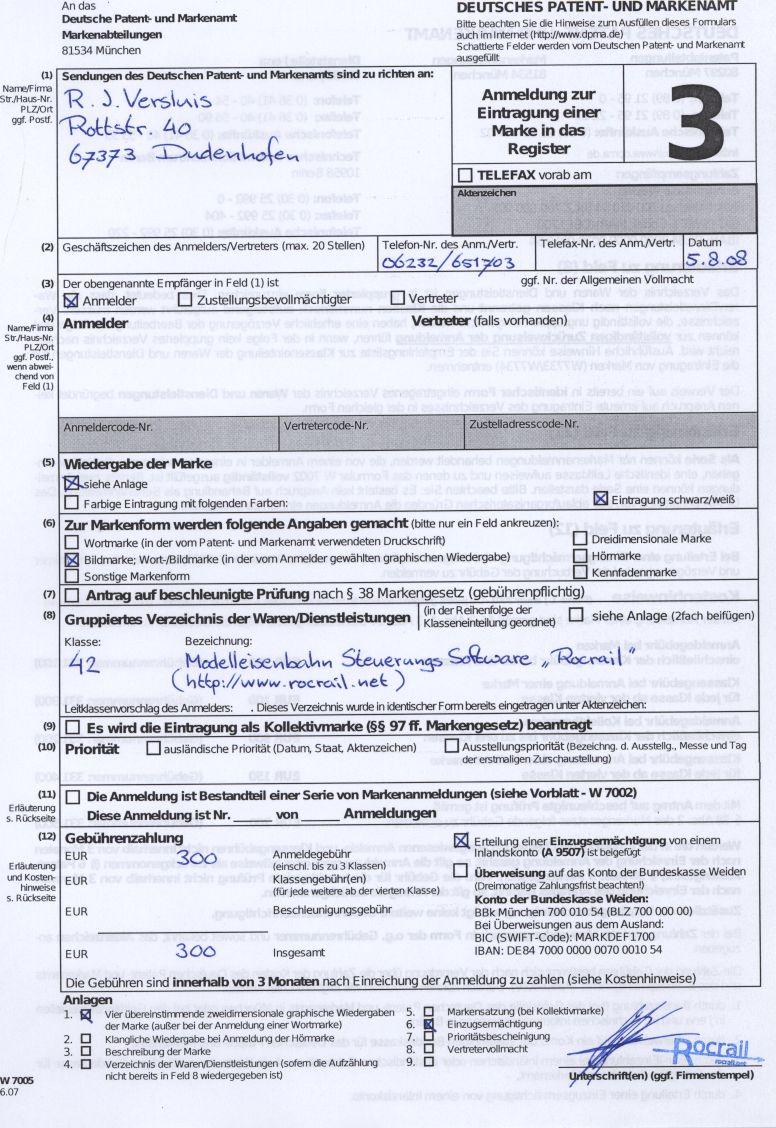 An das
Deutsche Patent- und Markenamt
Markenabteilungen
81534 München
DEUTSCHES PATENT- UND MARKENAMT
Bitte beachten Sie die Hinweise zum Ausfüllen dieses Formulars
auch im Internet (http://www.dpma.de)
Schattierte Felder werden vom Deutschen Patent- und Markenamt
ausgefüllt
(1)
Name/Firma
Str./Haus-Nr.
PLZ/Ort
ggf. Postf.
Sendungen des Deutschen Patent- und Markenamts sind zu richten an:
R. J. Versluis
Rottstr. 40
67373 Dudenhofen
Anmeldung zur
Eintragung einer
Marke in das
Register
3
TELEFAX vorab am
Aktenzeichen
(2) Geschäftszeichen des Anmelders/Vertreters (max. 20 Stellen)
Telefon-Nr. des Anm./Vertr.
06232/651703
Telefax-Nr. des Anm./Vertr.
Datum
5.8.08
(3) Der obengenannte Empfänger in Feld (1) ist
ggf. Nr. der Allgemeinen Vollmacht
Anmelder Zustellungsbevollmächtigter Vertreter
(4)
Name/Firma
Str./Haus-Nr.
PLZ/Ort
ggf. Postf.,
wenn abwei-
chend von
Feld (1)
Anmelder Vertreter (falls vorhanden)
Anmeldercode-Nr. Vertretercode-Nr. Zustelladresscode-Nr.
(5) Wiedergabe der Marke
siehe Anlage
Farbige Eintragung mit folgenden Farben:
Eintragung schwarz/weiß
(6) Zur Markenform werden folgende Angaben gemacht (bitte nur ein Feld ankreuzen):
Wortmarke (in der vom Patent- und Markenamt verwendeten Druckschrift)
Bildmarke; Wort-/Bildmarke (in der vom Anmelder gewählten graphischen Wiedergabe)
Sonstige Markenform
Dreidimensionale Marke
Hörmarke
Kennfadenmarke
(7) Antrag auf beschleunigte Prüfung nach § 38 Markengesetz (gebührenpflichtig)
(8) Gruppiertes Verzeichnis der Waren/Dienstleistungen
(in der Reihenfolge der
Klasseneinteilung geordnet)
siehe Anlage (2fach beifügen)
Klasse: Bezeichnung:
42 Modelleisenbahn Steuerungs Software „Rocrail"
(http://www.rocrail.net)
Leitklassenvorschlag des Anmelders: . Dieses Verzeichnis wurde in identischer Form bereits eingetragen unter Aktenzeichen:
(9) Es wird die Eintragung als Kollektivmarke (§§ 97 ff. Markengesetz) beantragt
(10) Priorität
ausländische Priorität (Datum, Staat, Aktenzeichen)
Ausstellungspriorität (Bezeichng. d. Ausstellg., Messe und Tag
der erstmaligen Zurschaustellung)
(11)
Erläuterung
s. Rückseite
Die Anmeldung ist Bestandteil einer Serie von Markenanmeldungen (siehe Vorblatt - W 7002)
Diese Anmeldung ist Nr. von Anmeldungen
(12)
Erläuterung
und Kosten-
hinweise
s. Rückseite
Gebührenzahlung
EUR 300 Anmeldegebühr
(einschl. bis zu 3 Klassen)
EUR Klassengebühr(en)
(für jede weitere ab der vierten Klasse)
EUR Beschleunigungsgebühr
EUR 300 Insgesamt
Erteilung einer Einzugsermächtigung von einem
Inlandskonto (A 9507) ist beigefügt
Überweisung auf das Konto der Bundeskasse Weiden
(Dreimonatige Zahlungsfrist beachten!)
Konto der Bundeskasse Weiden:
BBk München 700 010 54 (BLZ 700 000 00)
Bei Überweisungen aus dem Ausland:
BIC (SWIFT-Code): MARKDEF1700
IBAN: DE84 7000 0000 0070 0010 54
Die Gebühren sind innerhalb von 3 Monaten nach Einreichung der Anmeldung zu zahlen (siehe Kostenhinweise)
Anlagen
1. Vier übereinstimmende zweidimensionale graphische Wiedergaben
der Marke (außer bei der Anmeldung einer Wortmarke)
2. Klangliche Wiedergabe bei Anmeldung der Hörmarke
3. Beschreibung der Marke
4. Verzeichnis der Waren/Dienstleistungen (sofern die Aufzählung
nicht bereits in Feld 8 wiedergegeben ist)
5. Markensatzung (bei Kollektivmarke)
6. Einzugsermächtigung
7. Prioritätsbescheinigung
8. Vertretervollmacht
9.
Rocrail
rocrail.net
Unterschrift(en) (ggf. Firmenstempel)
W 7005
6.07